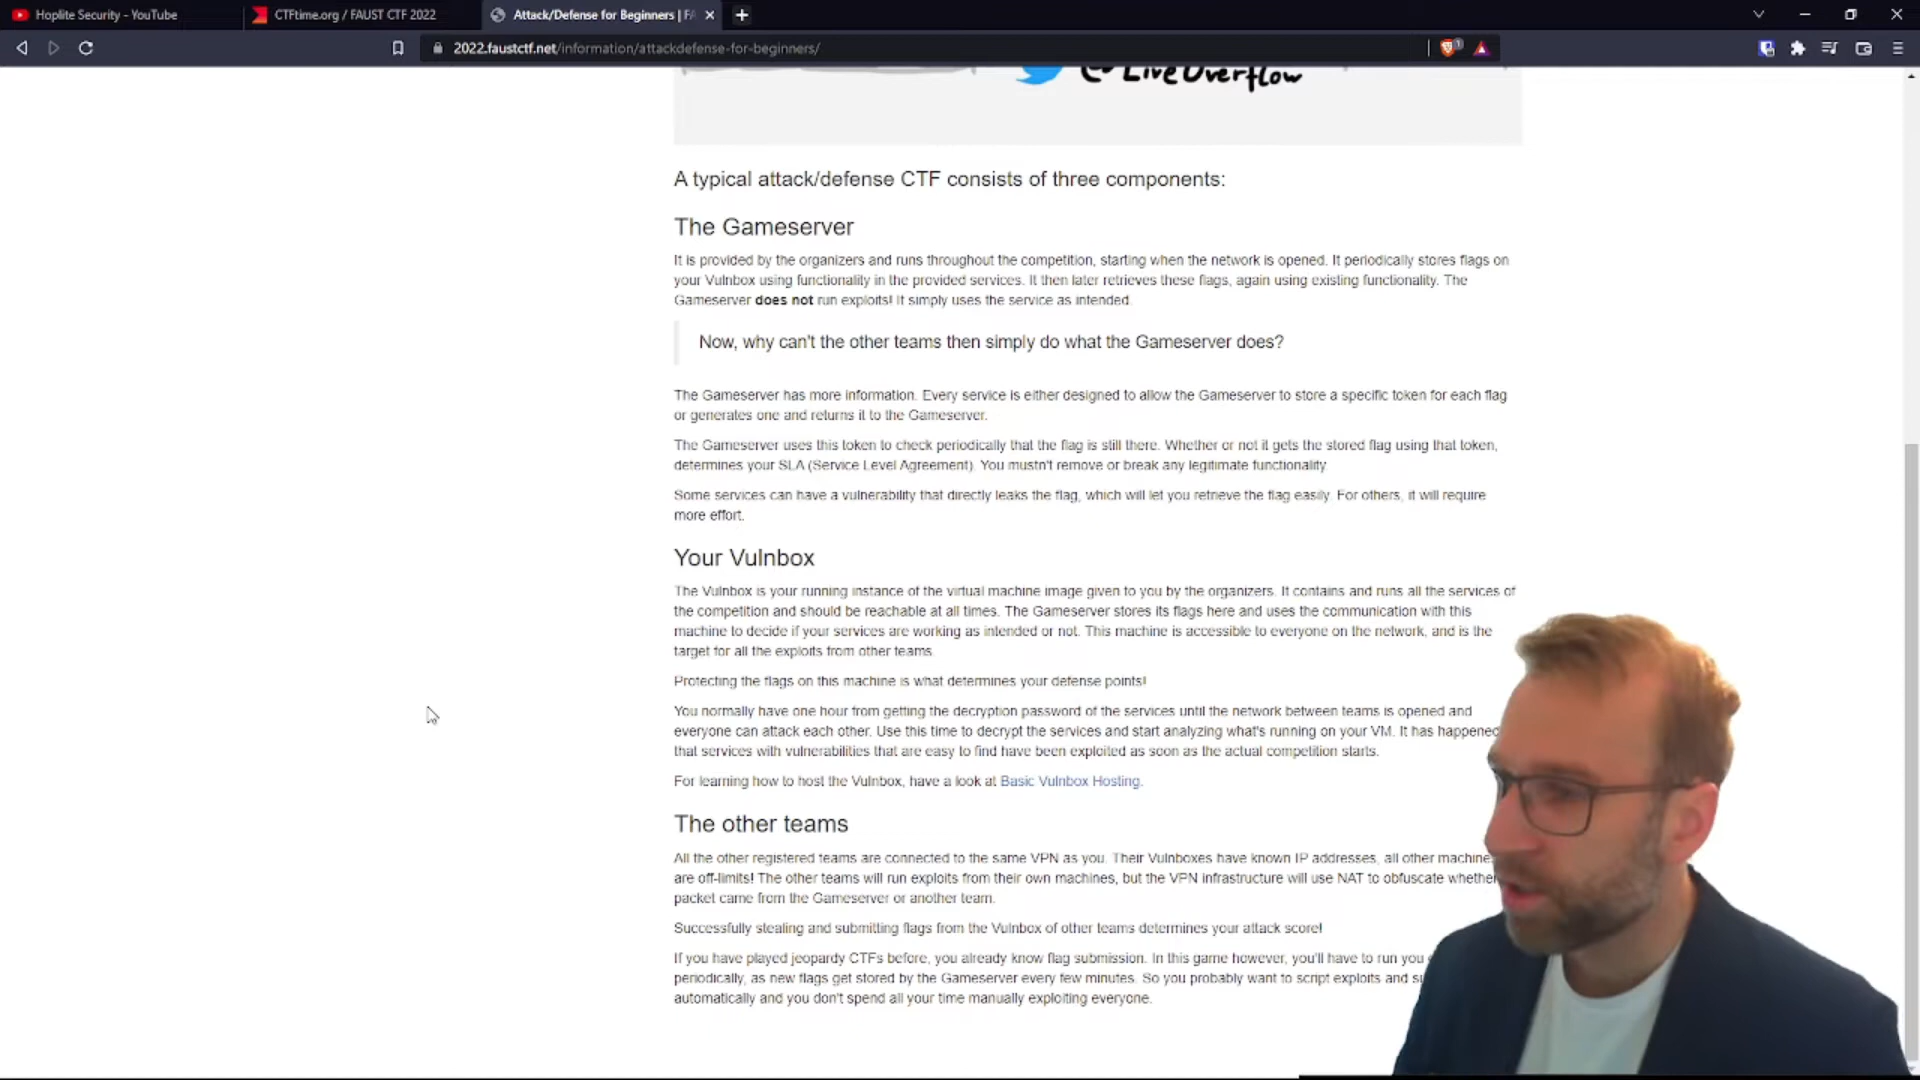 Hoplite Security - YouTube
CTFtime.org / FAUST CTF 2022
Attack/Defense for Beginners | FA
2022.faustctf.net/information/attackdefense-for-beginners/
@LiveOverflow
A typical attack/defense CTF consists of three components:
The Gameserver
It is provided by the organizers and runs throughout the competition, starting when the network is opened. It periodically stores flags on
your Vulnbox using functionality in the provided services. It then later retrieves these flags, again using existing functionality. The
Gameserver does not run exploits! It simply uses the service as intended.
Now, why can't the other teams then simply do what the Gameserver does?
The Gameserver has more information. Every service is either designed to allow the Gameserver to store a specific token for each flag
or generates one and returns it to the Gameserver.
The Gameserver uses this token to check periodically that the flag is still there. Whether or not it gets the stored flag using that token,
determines your SLA (Service Level Agreement). You mustn't remove or break any legitimate functionality
Some services can have a vulnerability that directly leaks the flag, which will let you retrieve the flag easily. For others, it will require
more effort.
Your Vulnbox
The Vulnbox is your running instance of the virtual machine image given to you by the organizers. It contains and runs all the services of
the competition and should be reachable at all times. The Gameserver stores its flags here and uses the communication with this
machine to decide if your services are working as intended or not. This machine is accessible to everyone on the network, and is the
target for all the exploits from other teams
Protecting the flags on this machine is what determines your defense points!
You normally have one hour from getting the decryption password of the services until the network between teams is opened and
everyone can attack each other. Use this time to decrypt the services and start analyzing what's running on your VM. It has happened
that services with vulnerabilities that are easy to find have been exploited as soon as the actual competition starts.
For learning how to host the Vulnbox, have a look at Basic Vulnbox Hosting.
The other teams
All the other registered teams are connected to the same VPN as you. Their Vulnboxes have known IP addresses, all other machine
are off-limits! The other teams will run exploits from their own machines, but the VPN infrastructure will use NAT to obfuscate whether
packet came from the Gameserver or another team.
Successfully stealing and submitting flags from the Vulnbox of other teams determines your attack score!
If you have played jeopardy CTFs before, you already know flag submission. In this game however, you'll have to run you
periodically, as new flags get stored by the Gameserver every few minutes. So you probably want to script exploits and su
automatically and you don't spend all your time manually exploiting everyone.